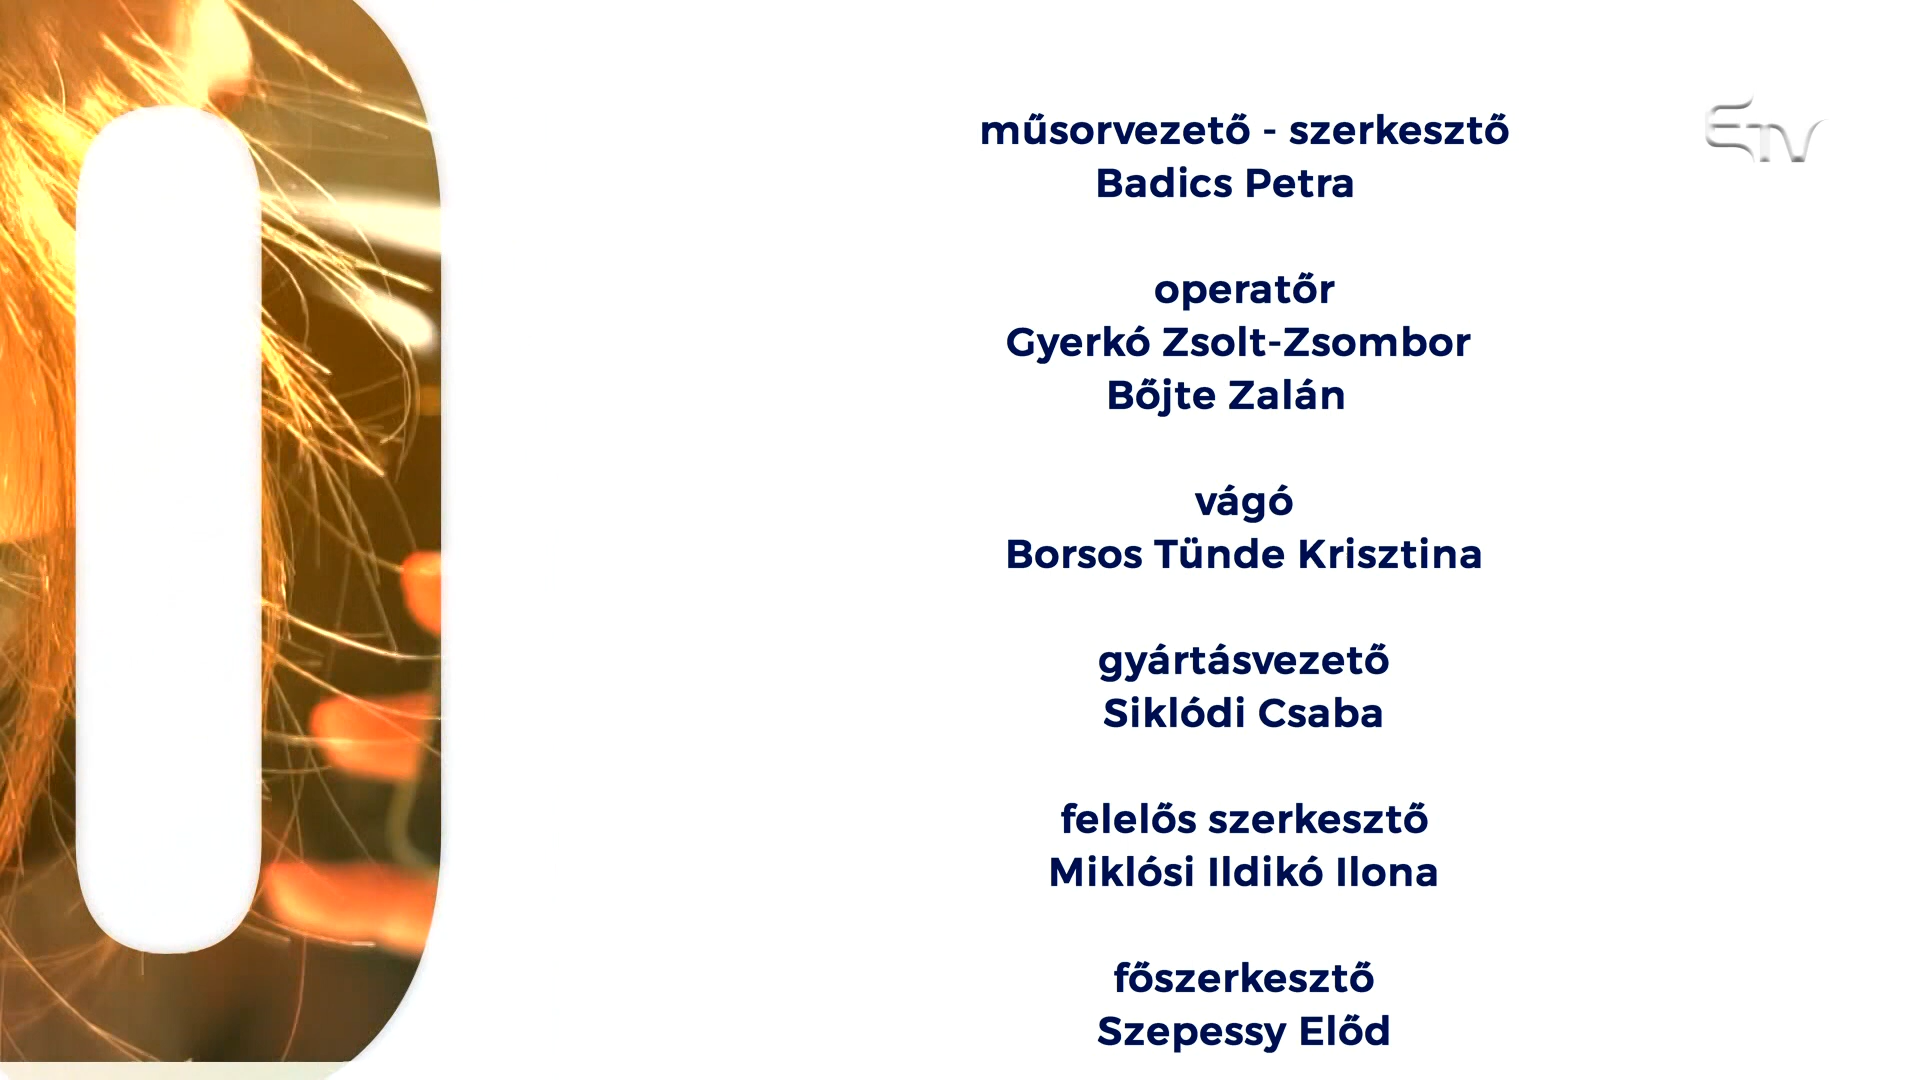 műsorvezető - szerkesztő
Badics Petra
operatőr
Gyerkó Zsolt-Zsombor
Bőjte Zalán
vágó
Borsos Tünde Krisztina
gyártásvezető
Siklódi Csaba
felelős szerkesztő
Miklósi Ildikó Ilona
főszerkesztő
Szepessy Előd
ETV